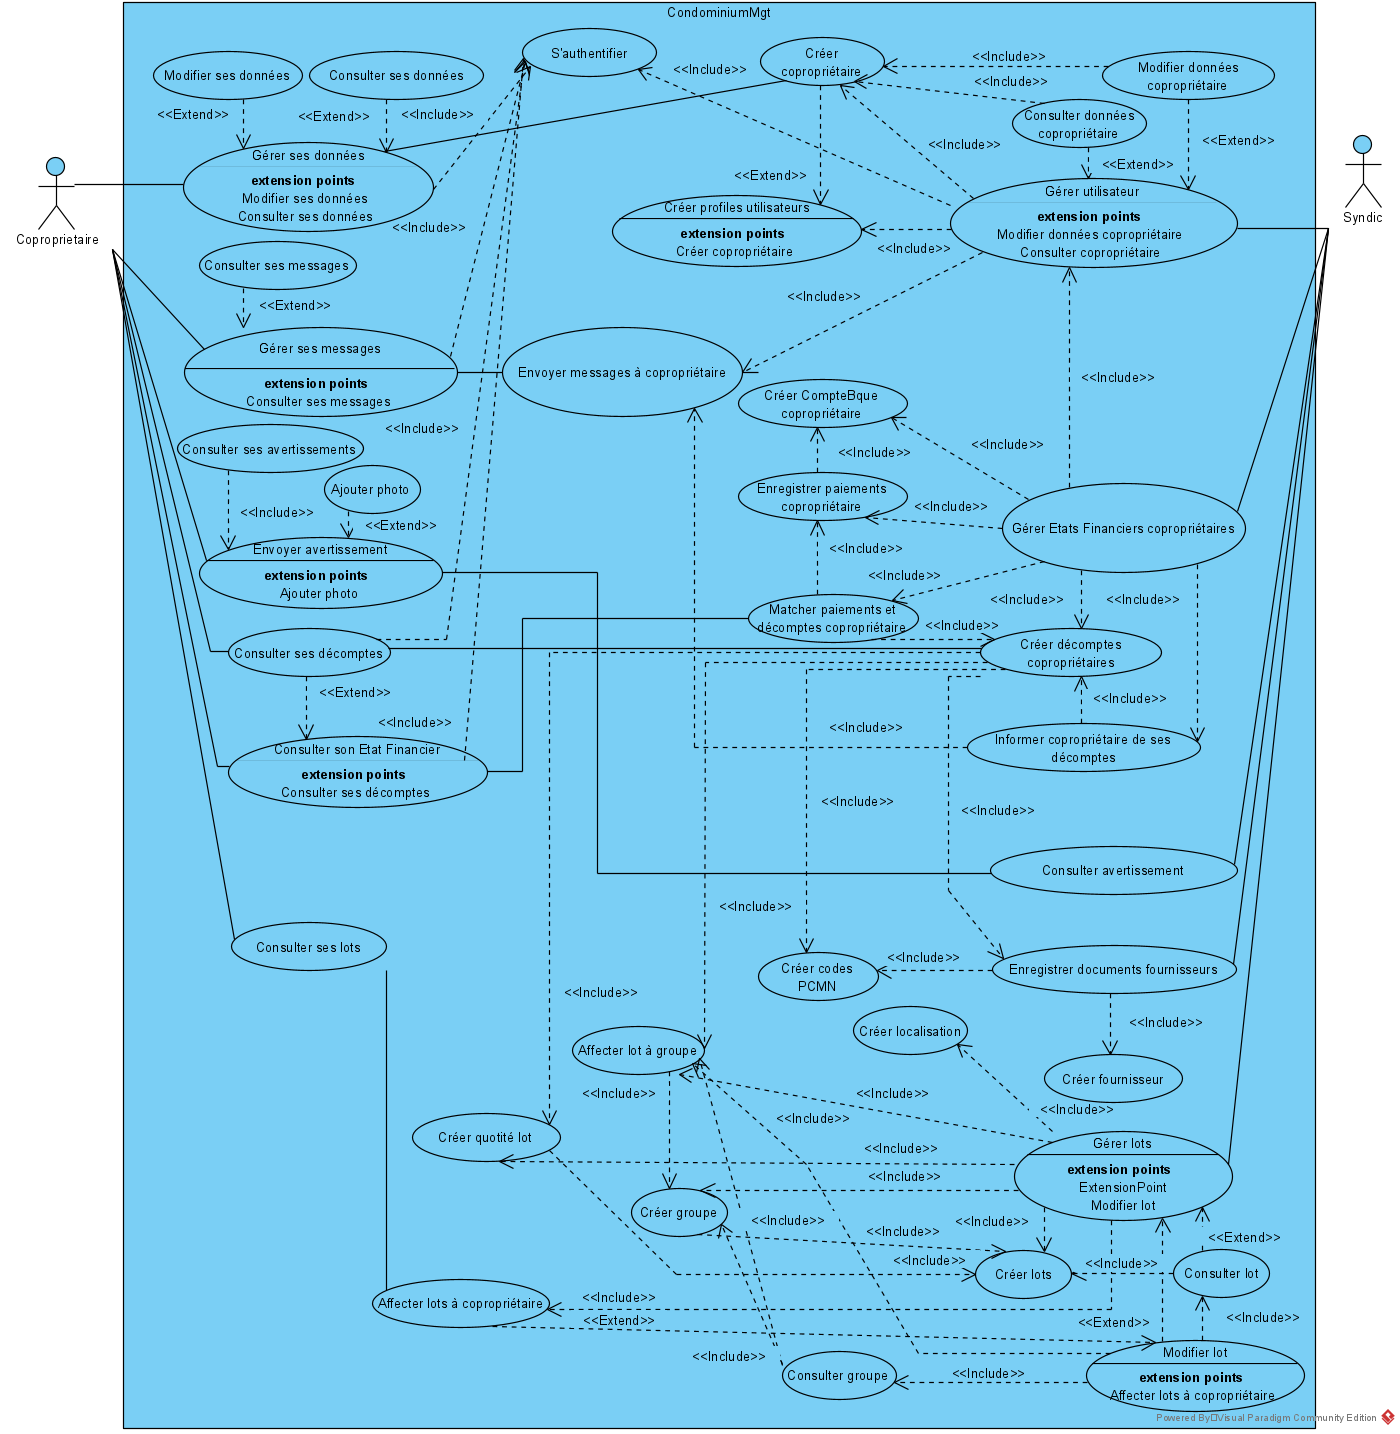 CondominiumMgt
S'authentifier
Créer
copropriétaire
<<Include>>
<<Include>>
<<Include>>
Modifier données
copropriétaire
Modifier ses données
Consulter ses données
<<Extend>>
<<Extend>>
<<Include>>
Consulter données
copropriétaire
<<Include>>
<<Extend>>
<<Extend>>
<<Extend>>
Gérer ses données
extension points
Modifier ses données
Consulter ses données
Coproprietaire
Syndic
Créer profiles utilisateurs
extension points
Créer copropriétaire
Gérer utilisateur
extension points
Modifier données copropriétaire
Consulter copropriétaire
<<Include>>
<<Include>>
Consulter ses messages
<<Extend>>
<<Include>>
Gérer ses messages
extension points
Consulter ses messages
Envoyer messages à copropriétaire
<<Include>>
Créer CompteBque
copropriétaire
<<Include>>
<<Include>>
<<Include>>
Consulter ses avertissements
Ajouter photo
Enregistrer paiements
copropriétaire
<<Include>>
<<Include>>
<<Extend>>
Gérer Etats Financiers copropriétaires
Envoyer avertissement
extension points
Ajouter photo
<<Include>>
<<Include>>
<<Include>>
<<Include>>
Matcher paiements et
décomptes copropriétaire
<<Include>>
Consulter ses décomptes
Créer décomptes
copropriétaires
<<Extend>>
<<Include>>
<<Include>>
<<Include>>
Consulter son Etat Financier
extension points
Consulter ses décomptes
Informer copropriétaire de ses
décomptes
<<Include>>
<<Include>>
Consulter avertissement
<<Include>>
Consulter ses lots
<<Include>>
Créer codes
PCMN
Enregistrer documents fournisseurs
<<Include>>
<<Include>>
Créer localisation
Affecter lot à groupe
Créer fournisseur
<<Include>>
<<Include>>
<<Include>>
<<Include>>
Créer quotité lot
<<Include>>
<<Include>>
Gérer lots
extension points
ExtensionPoint
Modifier lot
Créer groupe
<<Include>>
<<Include>>
<<Include>>
<<Extend>>
<<Include>>
<<Include>>
Créer lots
Consulter lot
Affecter lots à copropriétaire
<<Include>>
<<Extend>>
<<Extend>>
<<Include>>
<<Include>>
Modifier lot
extension points
Affecter lots à copropriétaire
Consulter groupe
<<Include>>
Powered By Visual Paradigm Community Edition